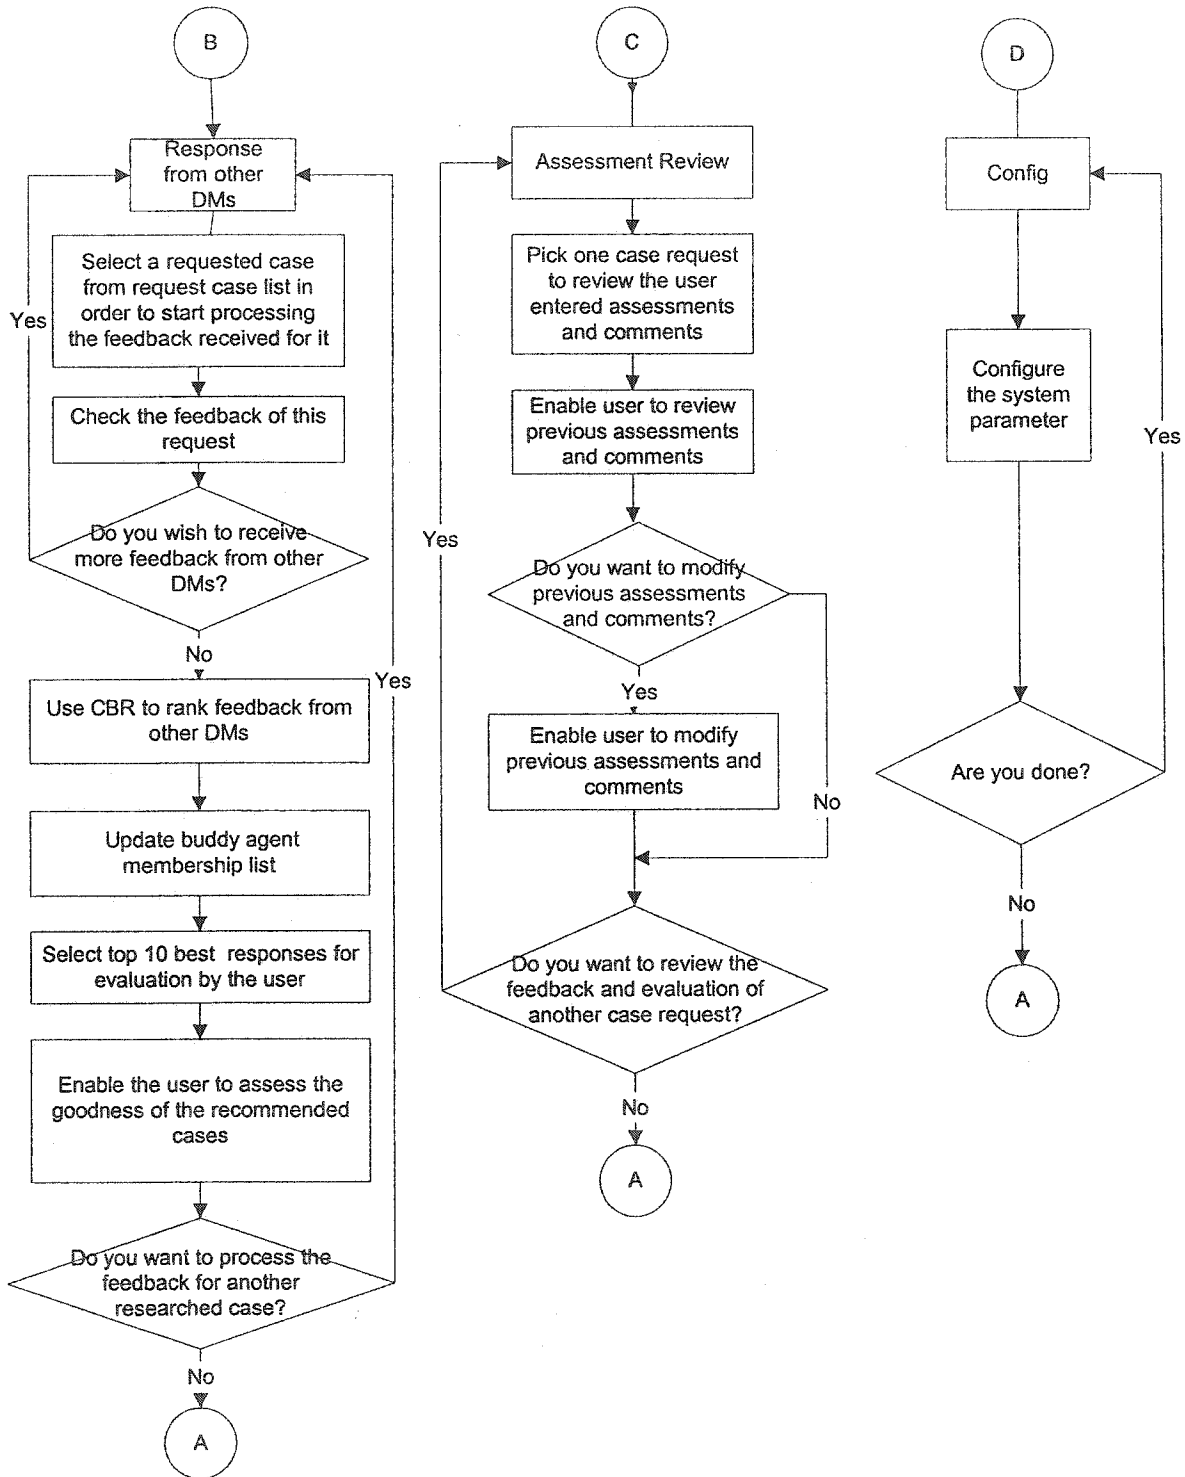 B
Response
from other
DMs
Select a requested case
from request case list in
order to start processing
the feedback received for it
Yes
Check the feedback of this
request
Do you wish to receive
more feedback from other
DMs?
No
Use CBR to rank feedback from
other DMs
Yes
Update buddy agent
membership list
Select top 10 best responses for
evaluation by the user
Enable the user to assess the
goodness of the recommended
cases
Do you want to process the
feedback for another
researched case?
No
A
C
Assessment Review
Pick one case request
to review the user
entered assessments
and comments
Enable user to review
previous assessments
and comments
Yes
Do you want to modify
previous assessments
and comments?
Yes
Enable user to modify
previous assessments and
comments
No
Do you want to review the
feedback and evaluation of
another case request?
No
A
D
Config
Configure
the system
parameter
Yes
Are you done?
No
A